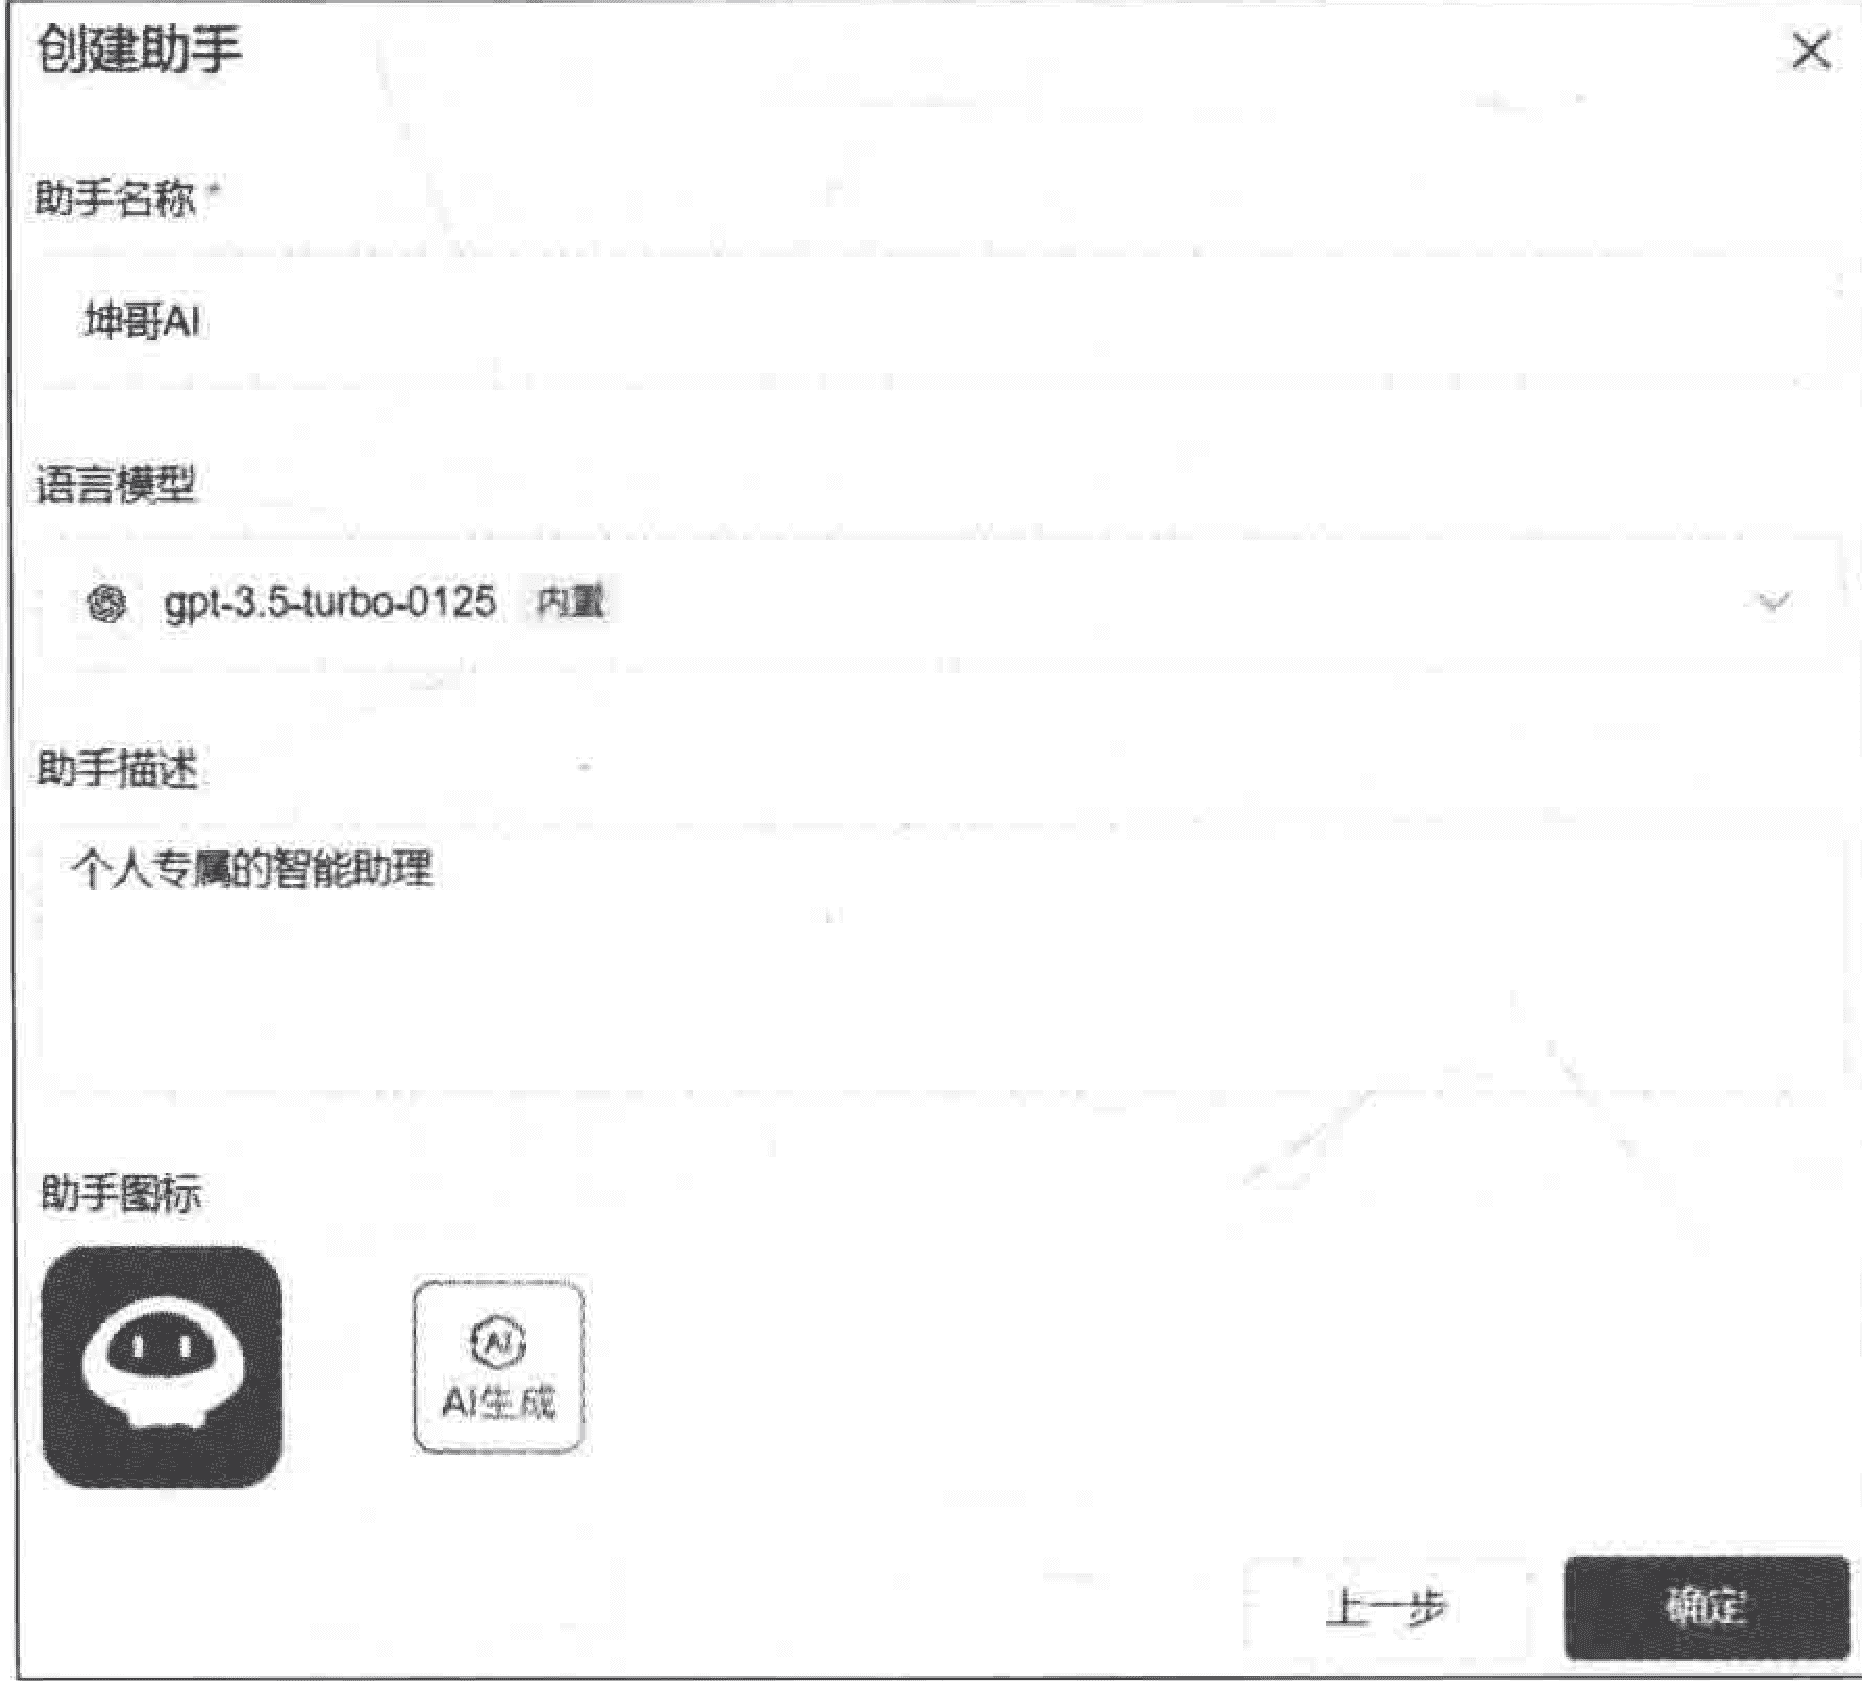 创建助手
助手名称 *
坤哥AI
语言模型
gpt-3.5-turbo-0125 内置
助手描述
个人专属的智能助理
助手图标
AI
AI生成
上一步 确定